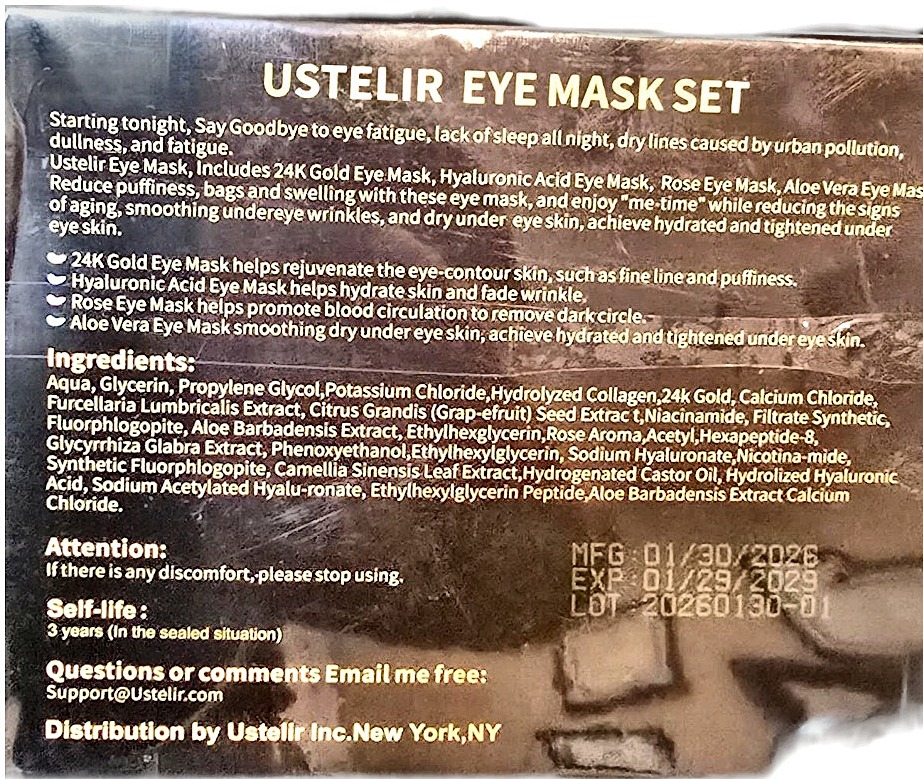 USTELIR EYE MASK SET
Starting tonight, Say Goodbye to eye fatigue, lack of sleep all night, dry lines caused by urban pollution,
dullness, and fatigue.
Ustelir Eye Mask, Includes 24K Gold Eye Mask, Hyaluronic Acid Eye Mask, Rose Eye Mask, Aloe Vera Eye Mas
Reduce puffiness, bags and swelling with these eye mask, and enjoy "me-time" while reducing the signs
of aging, smoothing undereye wrinkles, and dry under eye skin, achieve hydrated and tightened under
eye skin.
24K Gold Eye Mask helps rejuvenate the eye-contour skin, such as fine line and puffiness.
Hyaluronic Acid Eye Mask helps hydrate skin and fade wrinkle.
Rose Eye Mask helps promote blood circulation to remove dark circle.
Aloe Vera Eye Mask smoothing dry under eye skin, achieve hydrated and tightened under eye skin.
Ingredients:
Aqua, Glycerin, Propylene Glycol,Potassium Chloride,Hydrolyzed Collagen,24k Gold, Calcium Chloride,
Furcellaria Lumbricalis Extract, Citrus Grandis (Grap-efruit) Seed Extrac t,Niacinamide, Filtrate Synthetic,
Fluorphlogopite, Aloe Barbadensis Extract, Ethylhexglycerin,Rose Aroma,Acetyl,Hexapeptide-8,
Glycyrrhiza Glabra Extract, Phenoxyethanol,Ethylhexylglycerin, Sodium Hyaluronate,Nicotina-mide,
Synthetic Fluorphlogopite, Camellia Sinensis Leaf Extract,Hydrogenated Castor Oil, Hydrolized Hyaluronic
Acid, Sodium Acetylated Hyalu-ronate, Ethylhexylglycerin Peptide,Aloe Barbadensis Extract Calcium
Chloride.
Attention:
If there is any discomfort,-please stop using.
MFG:01/30/2026
EXP:01/29/2029
LOT:20260130-01
Self-life:
3 years (In the sealed situation)
Questions or comments Email me free:
Support@Ustelir.com
Distribution by Ustelir Inc.New York,NY